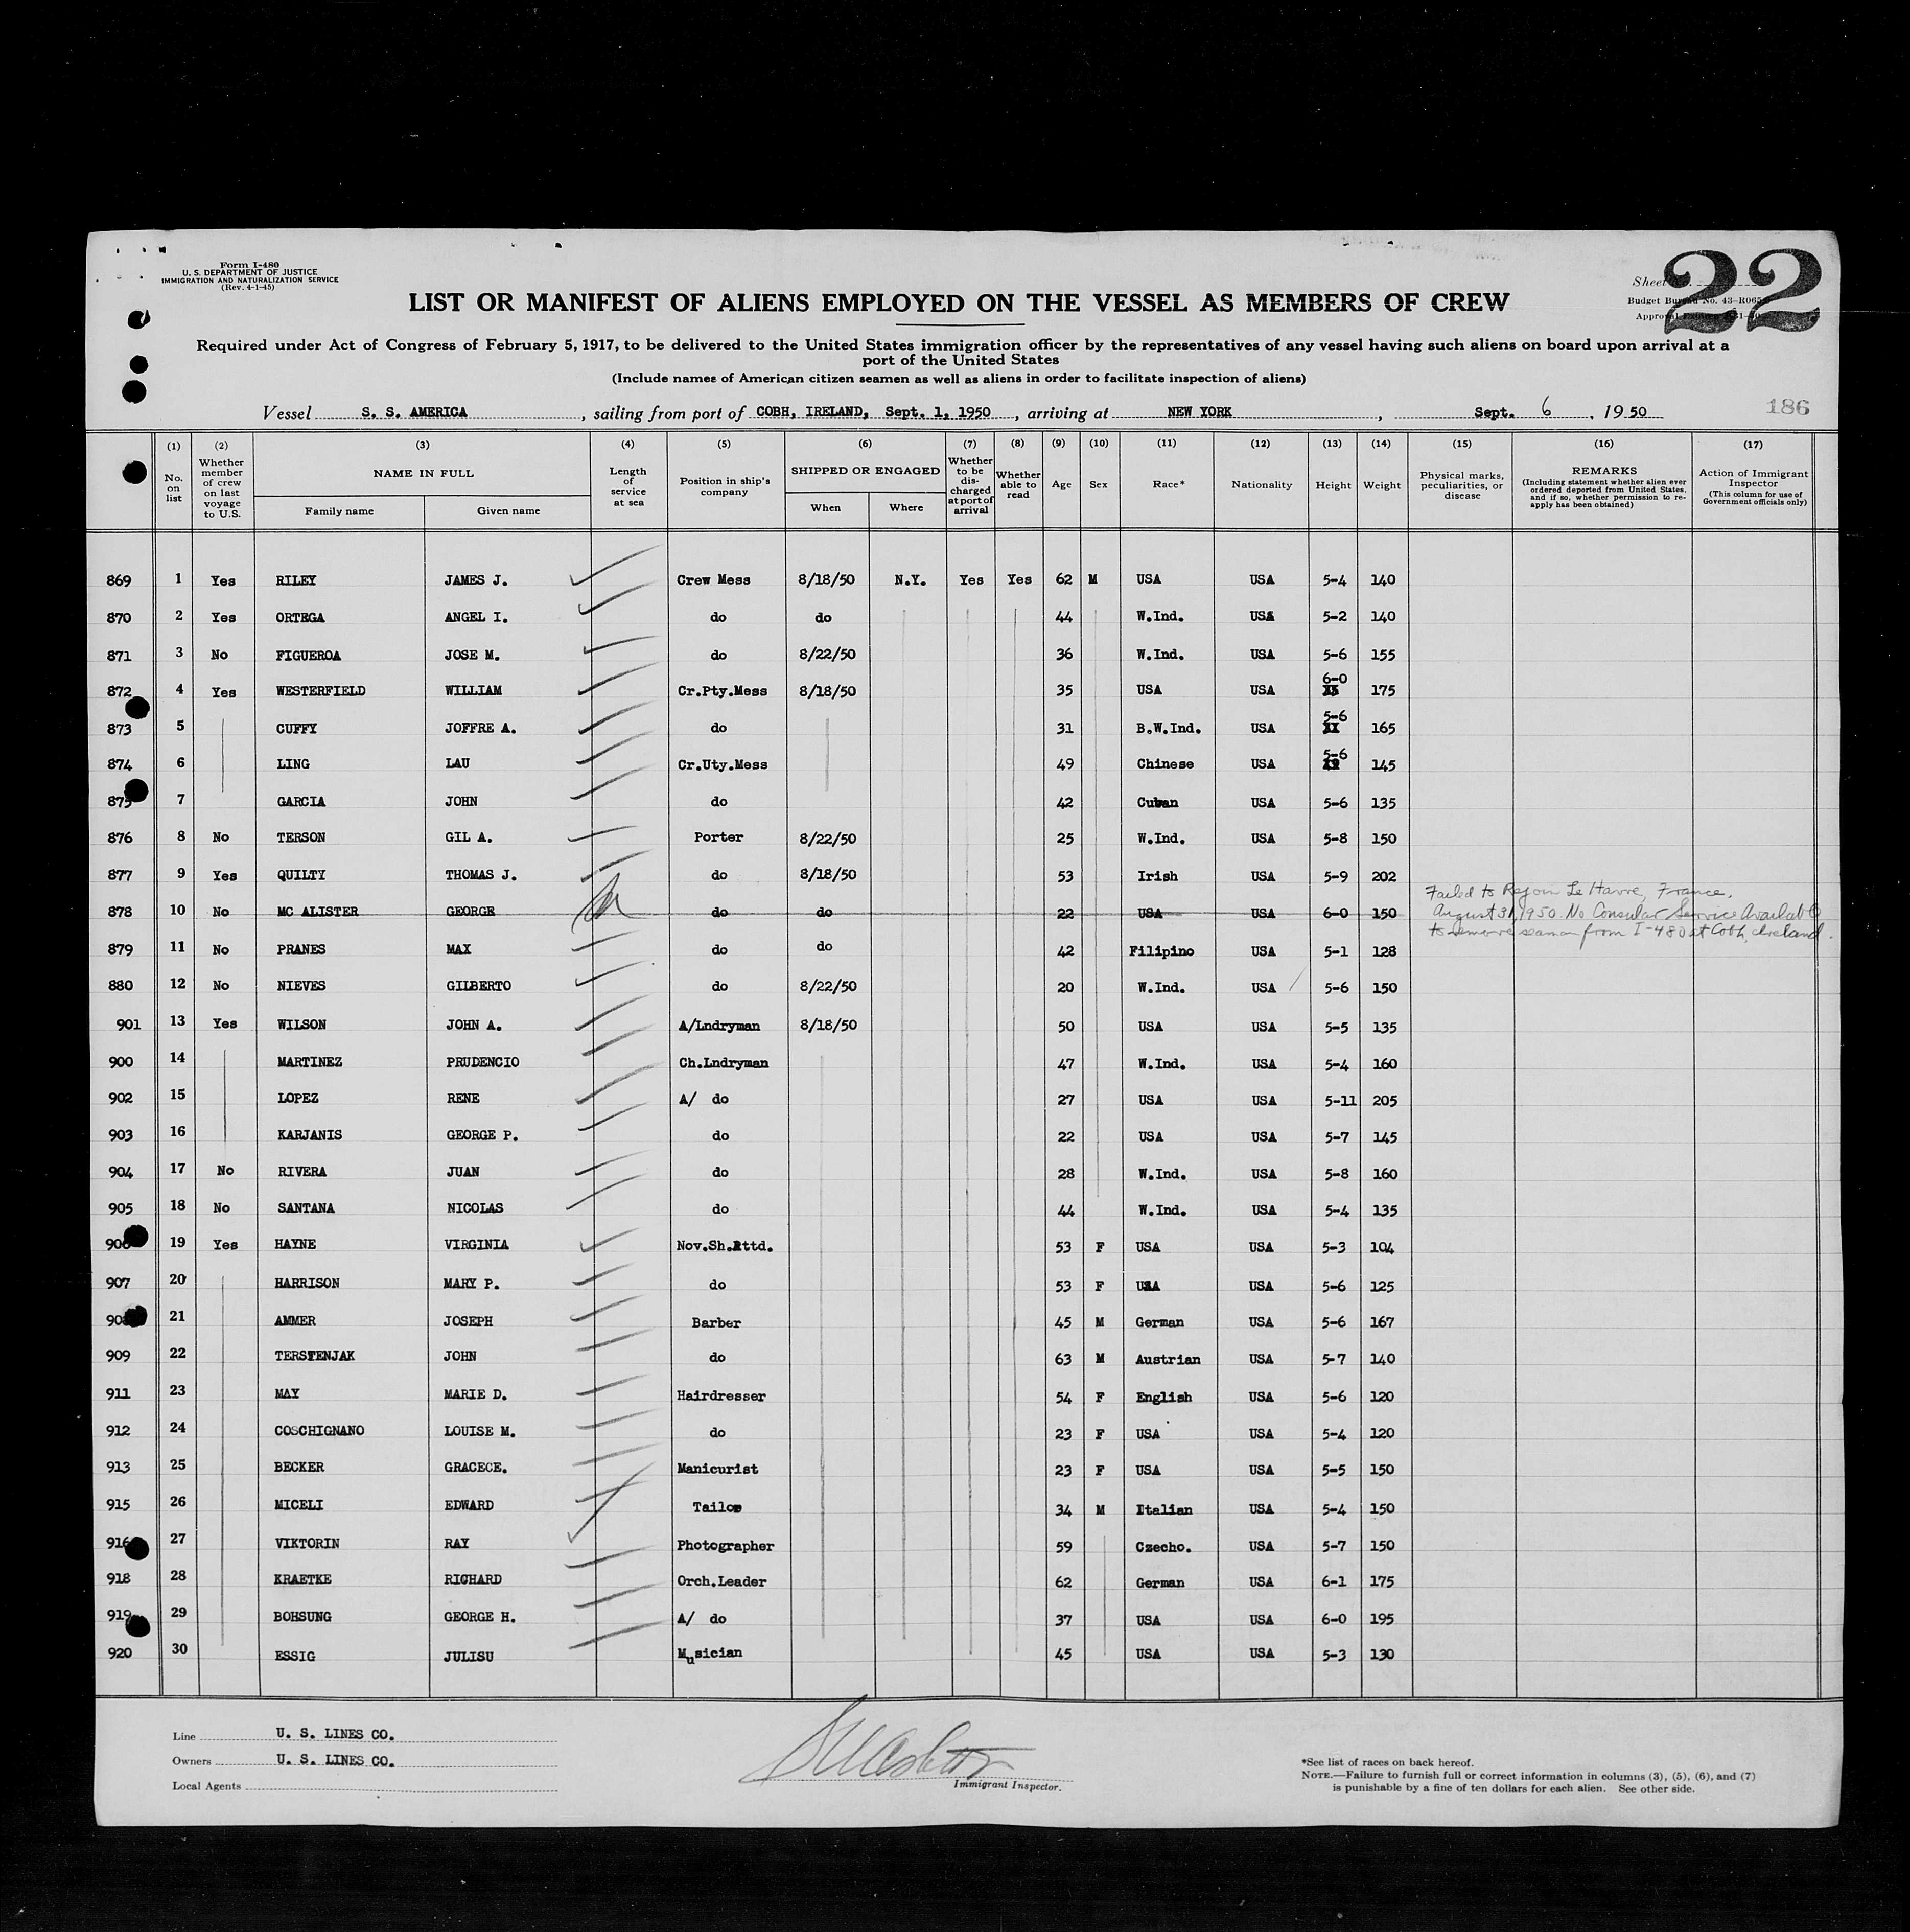 Form I-480
U. S. DEPARTMENT OF JUSTICE
IMMIGRATION AND NATURALIZATION SERVICE
(Rev. 4-1-45)
Sheet No.
22
Budget Bureau No. 43-R065
LIST OR MANIFEST OF ALIENS EMPLOYED ON THE VESSEL AS MEMBERS OF CREW
Required under Act of Congress of February 5, 1917, to be delivered to the United States immigration officer by the representatives of any vessel having such aliens on board upon arrival at a
port of the United States
(Include names of American citizen seamen as well as aliens in order to facilitate inspection of aliens)
Vessel S. S. AMERICA, sailing from port of COBH, IRELAND, Sept. 1, 1950, arriving at NEW YORK, Sept. 6, 1950
186
(1) (2) (3) (4) (5) (6) (7) (8) (9) (10) (11) (12) (13) (14) (15) (16) (17)
No. on list
Whether member of crew on last voyage to U.S.
NAME IN FULL
Family name
Given name
Length of service at sea
Position in ship's company
SHIPPED OR ENGAGED
When
Where
Whether to be discharged at port of arrival
Whether able to read
Age
Sex
Race*
Nationality
Height
Weight
Physical marks, peculiarities, or disease
REMARKS
(Including statement whether alien ever ordered deported from United States, and if so, whether permission to re-apply has been obtained)
Action of Immigrant Inspector
(This column for use of Government officials only)
869 1 Yes RILEY JAMES J. Crew Mess 8/18/50 N.Y. Yes Yes 62 M USA USA 5-4 140
870 2 Yes ORTEGA ANGEL I. do do 44 W.Ind. USA 5-2 140
871 3 No FIGUEROA JOSE M. do 8/22/50 36 W.Ind. USA 5-6 155
872 4 Yes WESTERFIELD WILLIAM Cr.Pty.Mess 8/18/50 35 USA USA 6-0 175
873 5 CUFFY JOFFRE A. do 31 B.W.Ind. USA 5-6 165
874 6 LING LAU Cr.Uty.Mess 49 Chinese USA 5-6 145
875 7 GARCIA JOHN do 42 Cuban USA 5-6 135
876 8 No TERSON GIL A. Porter 8/22/50 25 W.Ind. USA 5-8 150
877 9 Yes QUILTY THOMAS J. do 8/18/50 53 Irish USA 5-9 202
878 10 No MC ALISTER GEORGE do do 22 USA USA 6-0 150
Failed to Rejoin Le Havre, France,
August 31, 1950. No Consular Service Available
to remove seaman from I-480 at Cobh, Ireland.
879 11 No PRANES MAX do do 42 Filipino USA 5-1 128
880 12 No NIEVES GILBERTO do 8/22/50 20 W.Ind. USA 5-6 150
901 13 Yes WILSON JOHN A. A/Lndryman 8/18/50 50 USA USA 5-5 135
900 14 MARTINEZ PRUDENCIO Ch.Lndryman 47 W.Ind. USA 5-4 160
902 15 LOPEZ RENE A/ do 27 USA USA 5-11 205
903 16 KARJANIS GEORGE P. do 22 USA USA 5-7 145
904 17 No RIVERA JUAN do 28 W.Ind. USA 5-8 160
905 18 No SANTANA NICOLAS do 44 W.Ind. USA 5-4 135
906 19 Yes HAYNE VIRGINIA Nov.Sh.Attd. 53 F USA USA 5-3 104
907 20 HARRISON MARY P. do 53 F USA USA 5-6 125
21 AMMER JOSEPH Barber 45 M German USA 5-6 167
909 22 TERSTENJAK JOHN do 63 M Austrian USA 5-7 140
911 23 MAY MARIE D. Hairdresser 54 F English USA 5-6 120
912 24 COSCHIGNANO LOUISE M. do 23 F USA USA 5-4 120
913 25 BECKER GRACECE. Manicurist 23 F USA USA 5-5 150
915 26 MICELI EDWARD Tailor 34 M Italian USA 5-4 150
916 27 VIKTORIN RAY Photographer 59 Czecho. USA 5-7 150
918 28 KRAETKE RICHARD Orch.Leader 62 German USA 6-1 175
919 29 BOHSUNG GEORGE H. A/ do 37 USA USA 6-0 195
920 30 ESSIG JULISU Musician 45 USA USA 5-3 130
Line U. S. LINES CO.
Owners U. S. LINES CO.
Local Agents
Immigrant Inspector.
*See list of races on back hereof.
NOTE.—Failure to furnish full or correct information in columns (3), (5), (6), and (7)
is punishable by a fine of ten dollars for each alien. See other side.